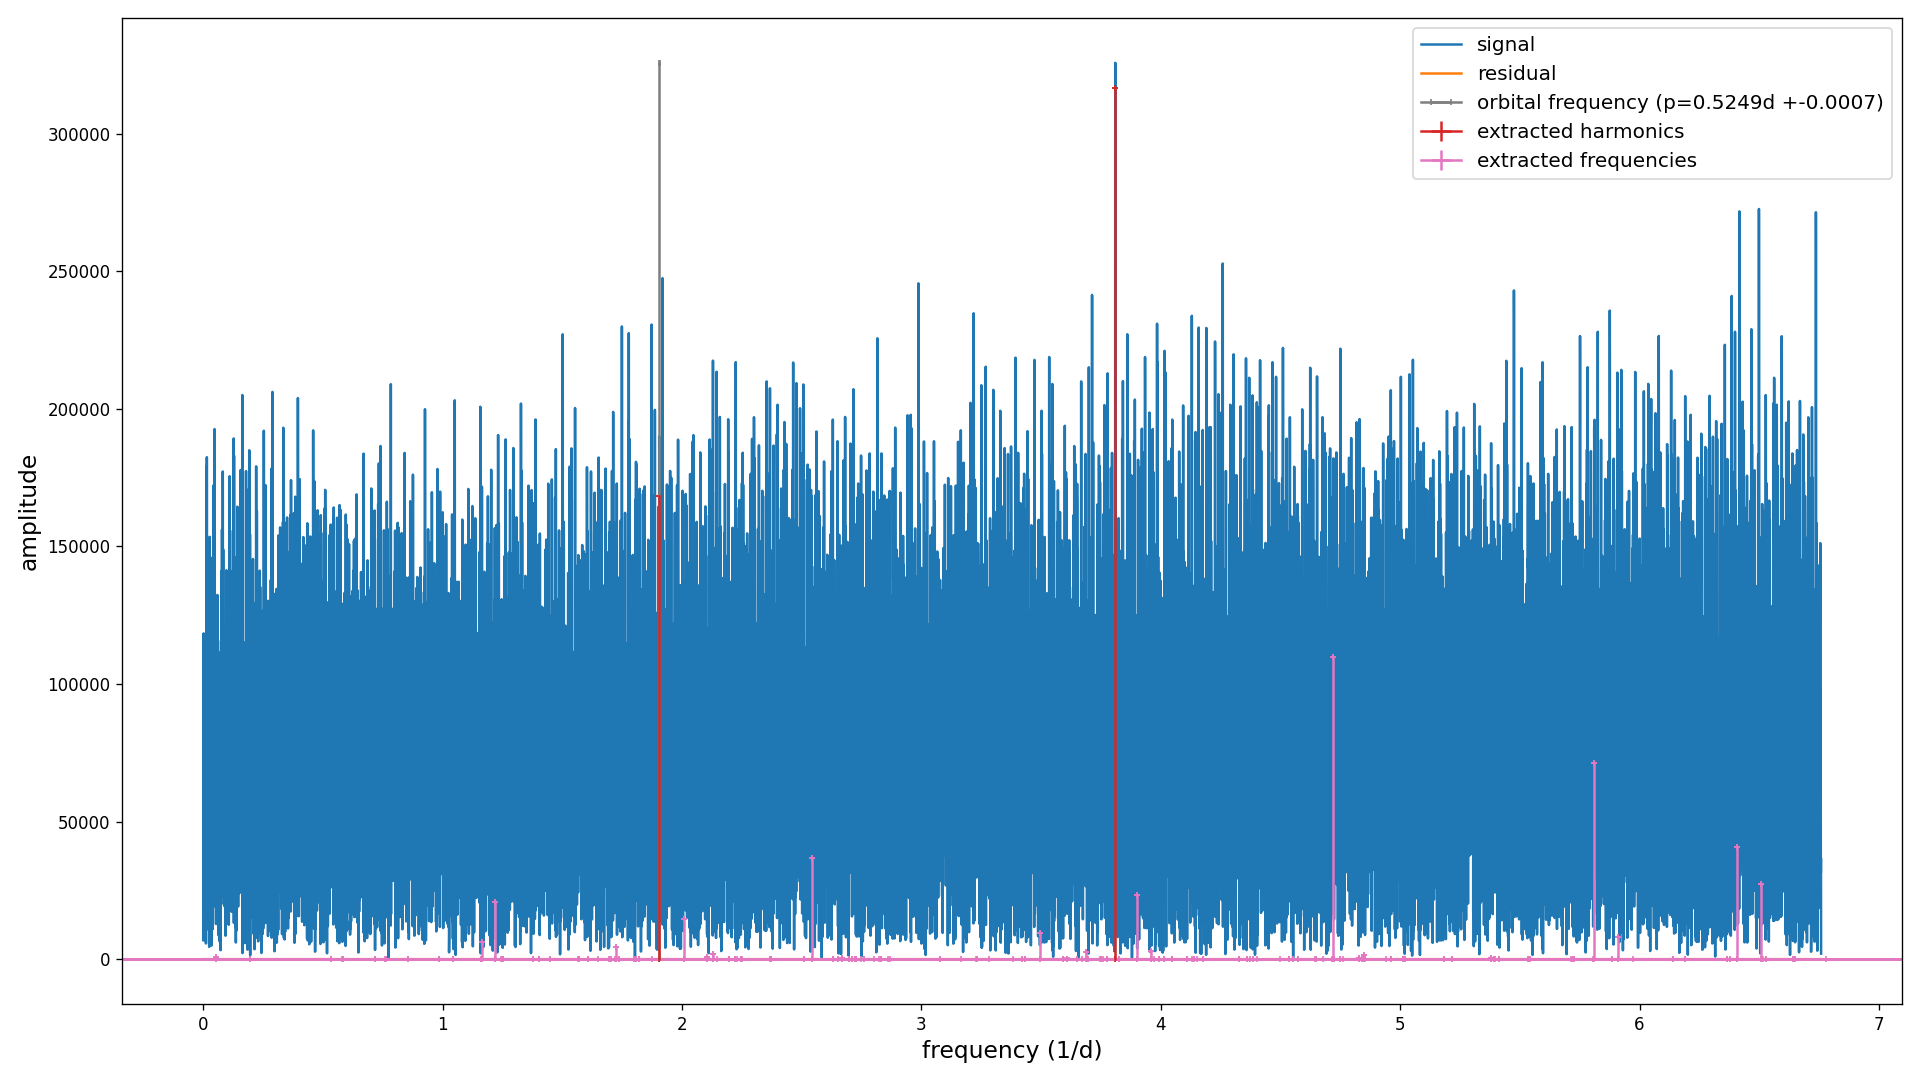 signal
residual
orbital frequency (p=0.5249d +-0.0007)
extracted harmonics
extracted frequencies
amplitude
300000
250000
200000
150000
100000
50000
0
0 1 2 3 4 5 6 7
frequency (1/d)